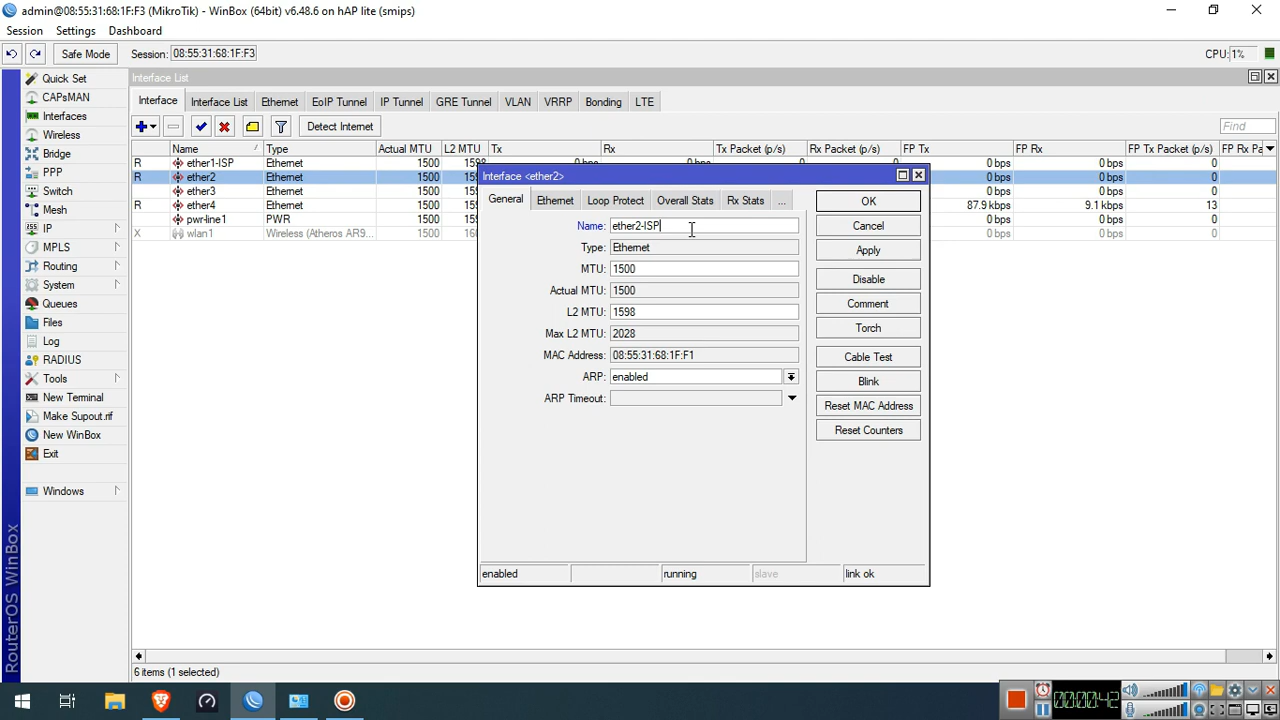 admin@08:55:31:68:1F:F3 (MikroTik) - WinBox (64bit) v6.48.6 on hAP lite (smips)
Session Settings Dashboard
Safe Mode Session: 08:55:31:68:1F:F3 CPU: 1%
Interface List
Interface Interface List Ethernet EoIP Tunnel IP Tunnel GRE Tunnel VLAN VRRP Bonding LTE
Detect Internet Find
Name Type Actual MTU L2 MTU Tx Rx Tx Packet (p/s) Rx Packet (p/s) FP Tx FP Rx FP Tx Packet (p/s) FP Rx Pa
R ether1-ISP Ethernet 1500 1598 0 bps 0 bps 0 0 0 bps 0 bps 0
R ether2 Ethernet 1500 0 bps 0 bps 0
ether3 Ethernet 1500 0 bps 0 bps 0
R ether4 Ethernet 1500 87.9 kbps 9.1 kbps 13
pwr-line1 PWR 1500 0 bps 0 bps 0
X wlan1 Wireless (Atheros AR9... 1500 0 bps 0 bps 0
Quick Set
CAPsMAN
Interfaces
Wireless
Bridge
PPP
Switch
Mesh
IP
MPLS
Routing
System
Queues
Files
Log
RADIUS
Tools
New Terminal
Make Supout.rif
New WinBox
Exit
Windows
RouterOS WinBox
Interface <ether2>
General Ethernet Loop Protect Overall Stats Rx Stats ...
Name: ether2-ISP
Type: Ethernet
MTU: 1500
Actual MTU: 1500
L2 MTU: 1598
Max L2 MTU: 2028
MAC Address: 08:55:31:68:1F:F1
ARP: enabled
ARP Timeout:
OK
Cancel
Apply
Disable
Comment
Torch
Cable Test
Blink
Reset MAC Address
Reset Counters
enabled running slave link ok
6 items (1 selected)
00:00:42